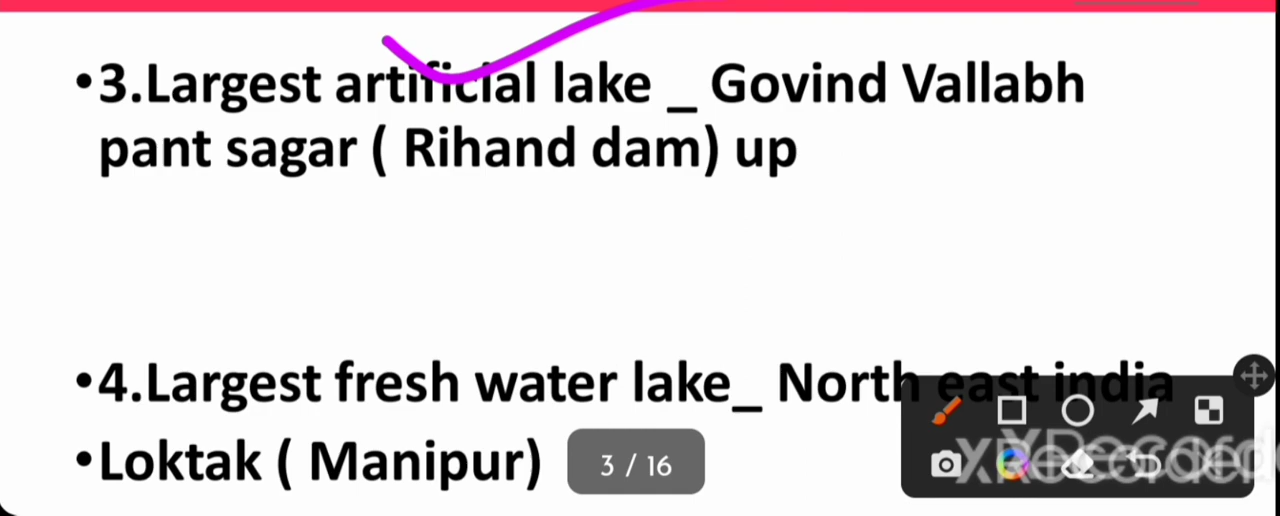 •3.Largest artificial lake _ Govind Vallabh
pant sagar ( Rihand dam) up
•4.Largest fresh water lake_ North east india
•Loktak ( Manipur)
3 / 16
XRecorder